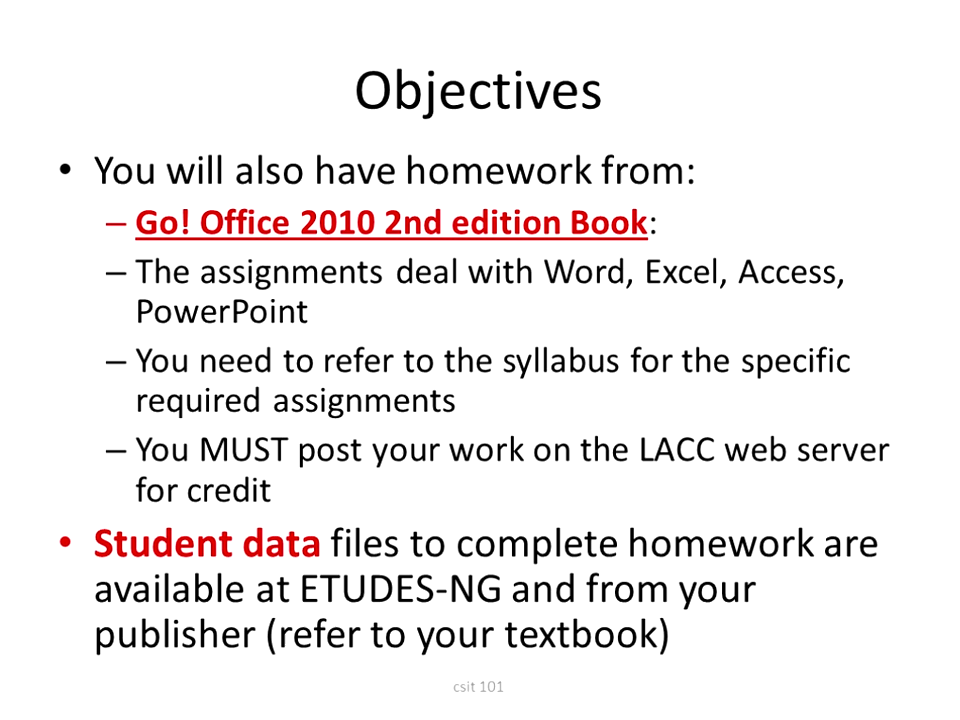 Objectives
• You will also have homework from:
– Go! Office 2010 2nd edition Book:
– The assignments deal with Word, Excel, Access,
PowerPoint
– You need to refer to the syllabus for the specific
required assignments
– You MUST post your work on the LACC web server
for credit
• Student data files to complete homework are
available at ETUDES-NG and from your
publisher (refer to your textbook)
csit 101